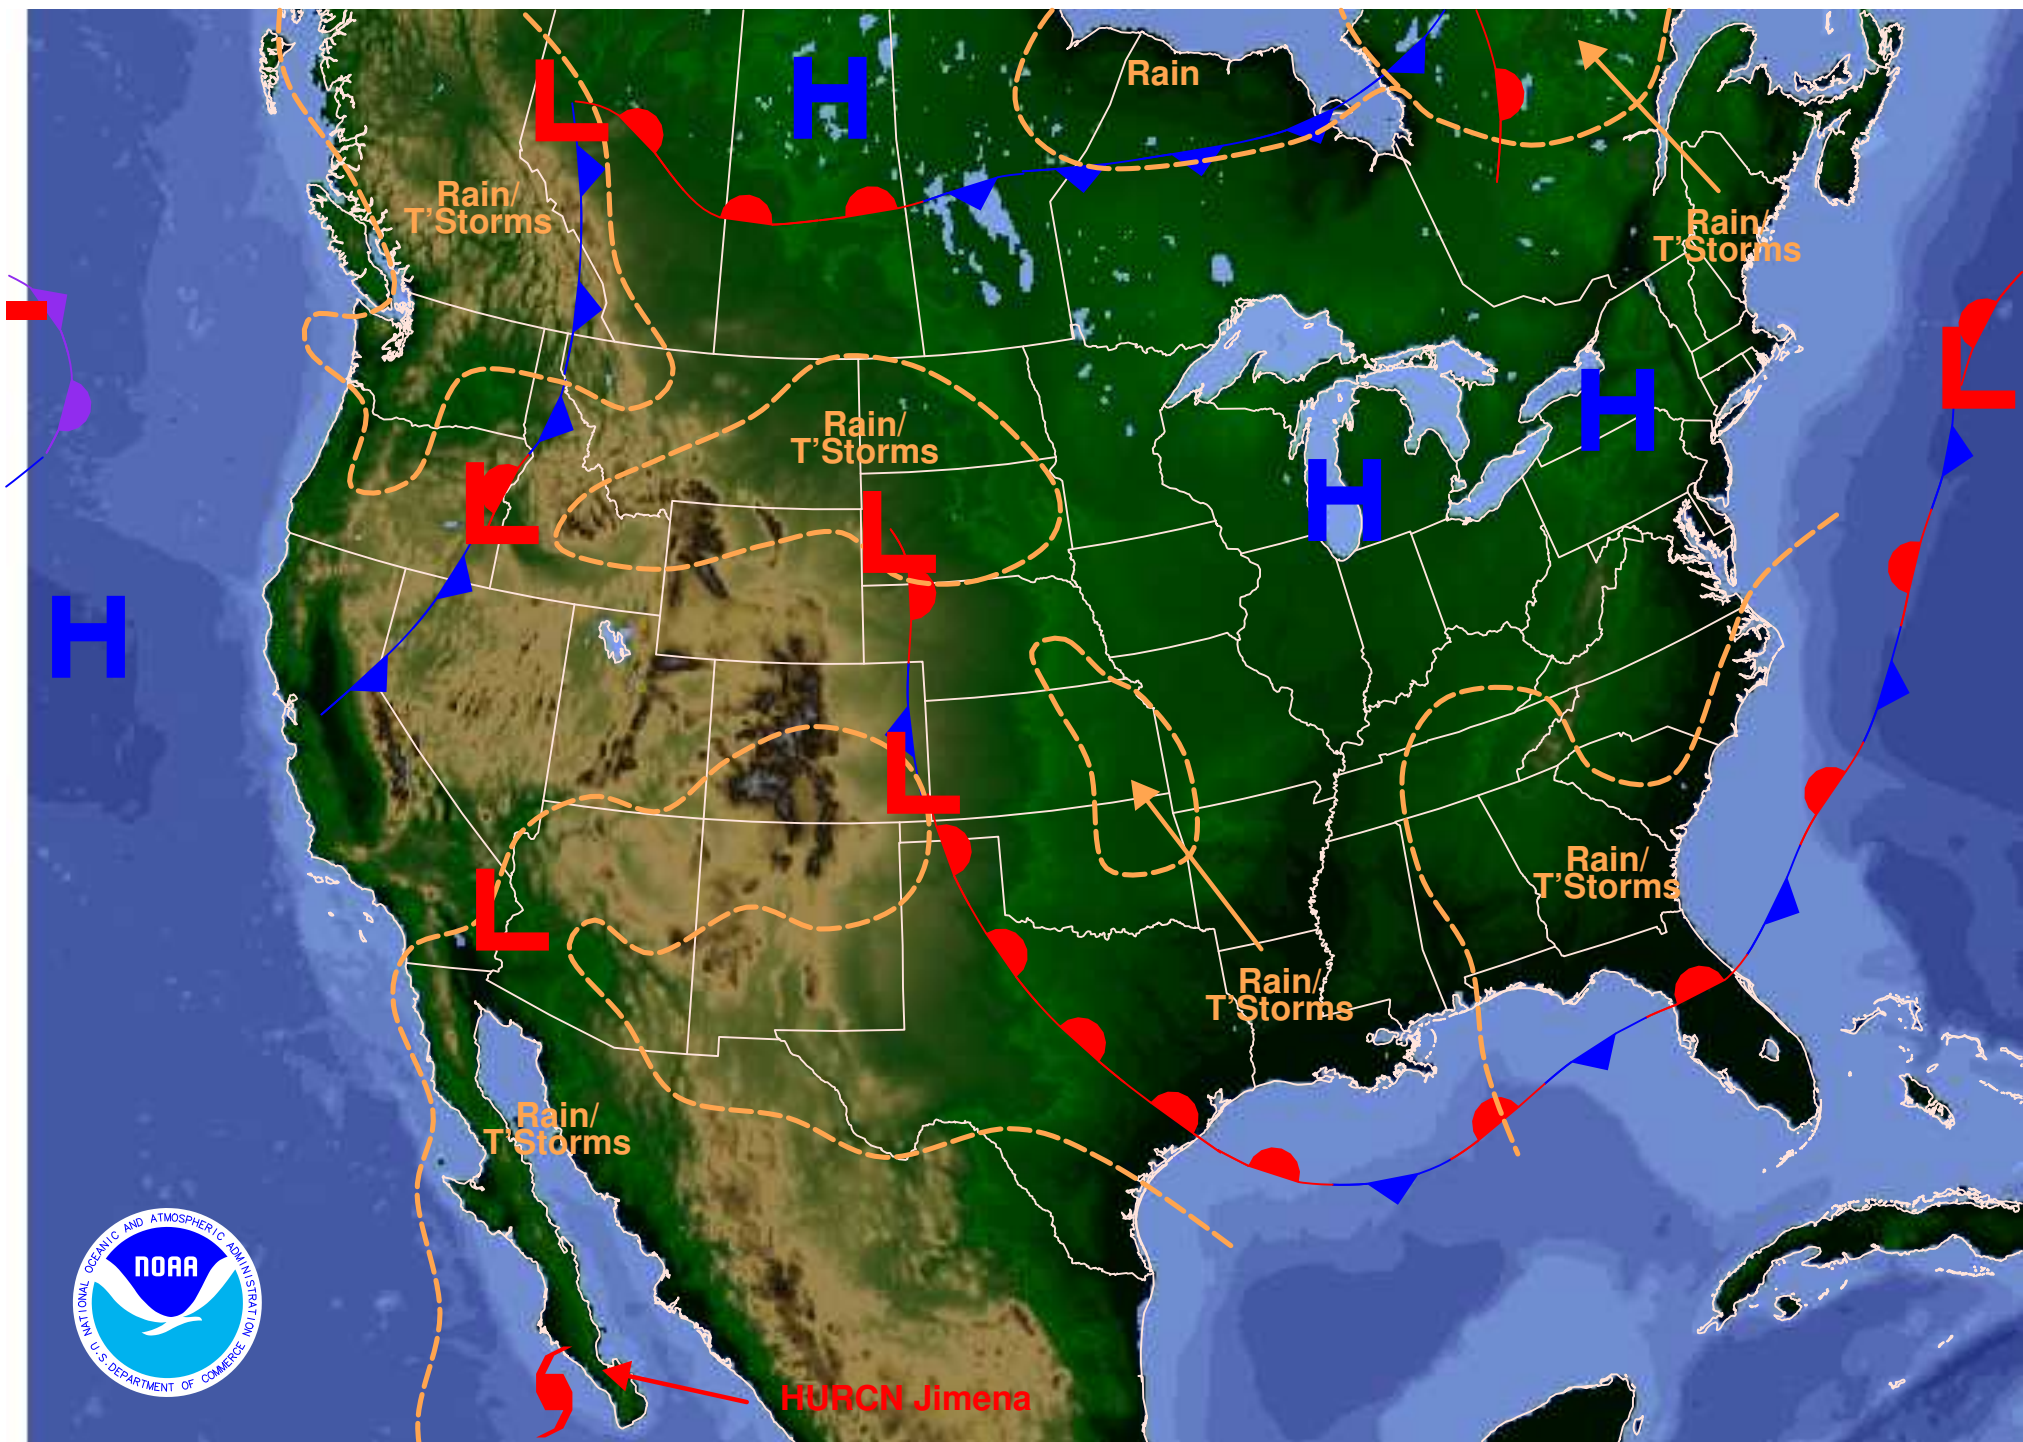 L
H
Rain
Rain/
T'Storms
Rain/
T'Storms
L
H
Rain/
T'Storms
H
L
L
H
L
L
Rain/
T'Storms
L
Rain/
T'Storms
Rain/
T'Storms
NATIONAL OCEANIC AND ATMOSPHERIC ADMINISTRATION
NOAA
U.S. DEPARTMENT OF COMMERCE
HURCN Jimena